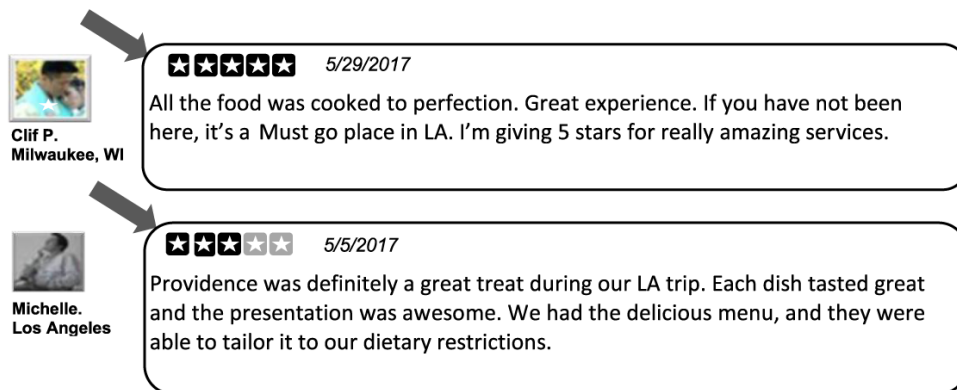 5/29/2017
All the food was cooked to perfection. Great experience. If you have not been
here, it's a Must go place in LA. I'm giving 5 stars for really amazing services.
Clif P.
Milwaukee, WI
5/5/2017
Providence was definitely a great treat during our LA trip. Each dish tasted great
and the presentation was awesome. We had the delicious menu, and they were
able to tailor it to our dietary restrictions.
Michelle.
Los Angeles